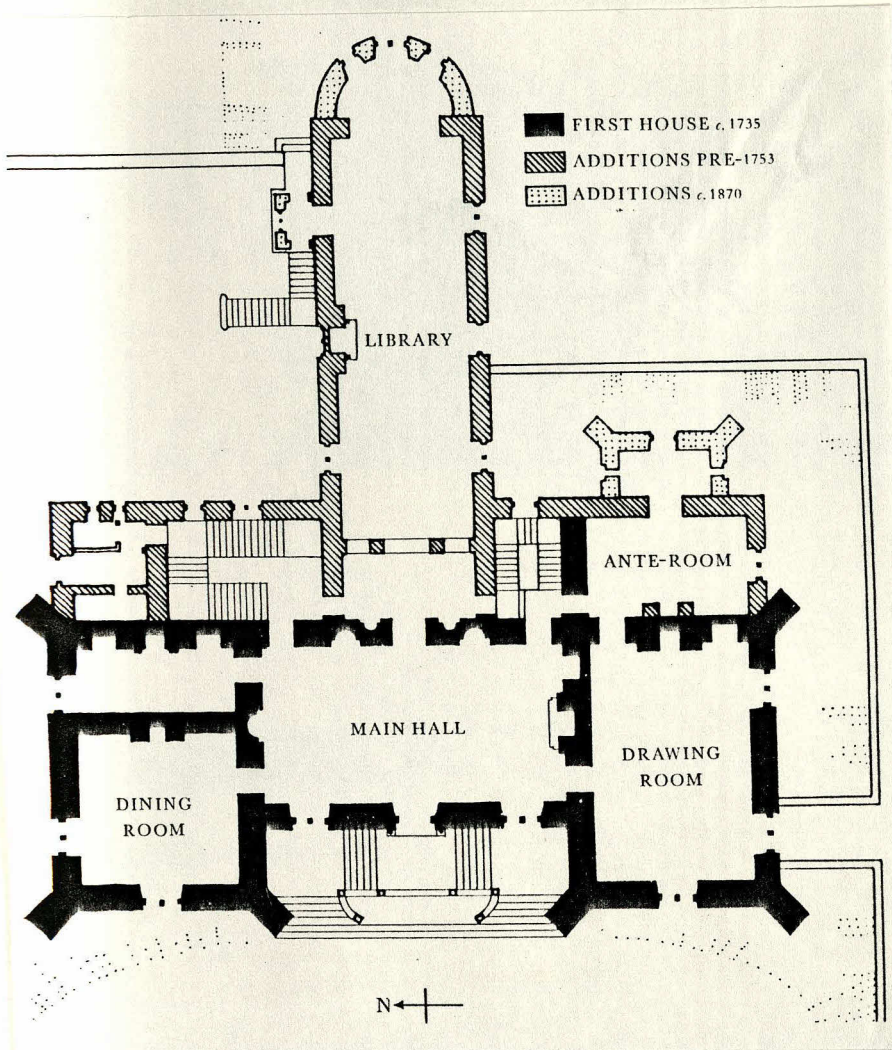 FIRST HOUSE c. 1735
ADDITIONS PRE-1753
ADDITIONS c. 1870
LIBRARY
ANTE-ROOM
MAIN HALL
DRAWING
ROOM
DINING
ROOM
N